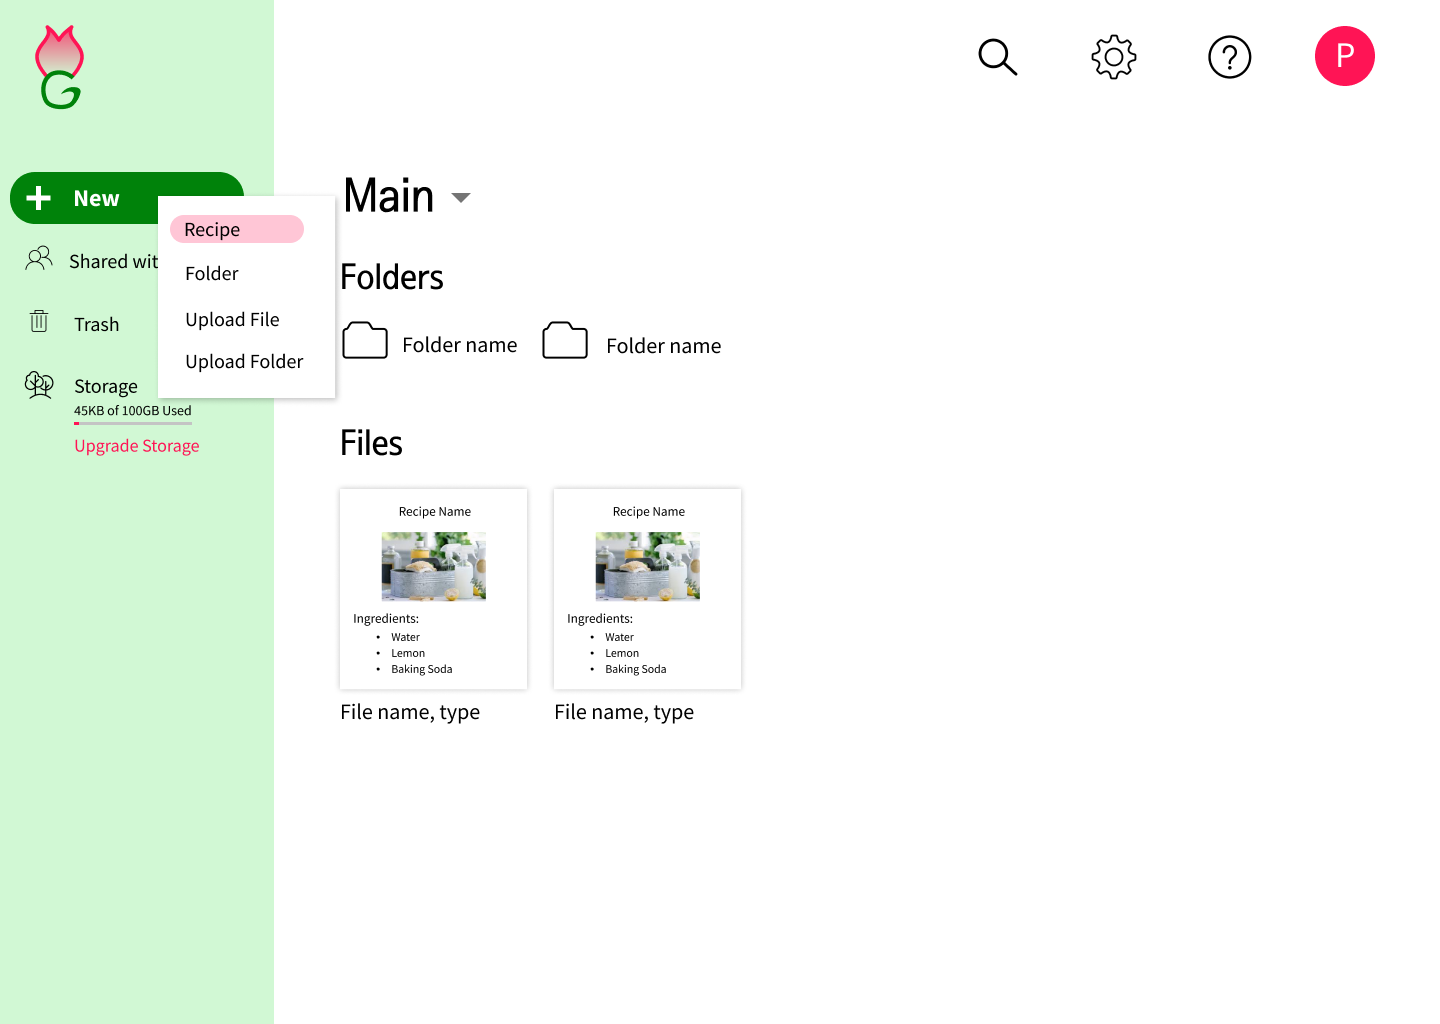 G
P
New
Recipe
Shared wit
Folder
Trash
Upload File
Upload Folder
Storage
45KB of 100GB Used
Upgrade Storage
Main
Folders
Folder name
Folder name
Files
Recipe Name
Ingredients:
• Water
• Lemon
• Baking Soda
File name, type
Recipe Name
Ingredients:
• Water
• Lemon
• Baking Soda
File name, type